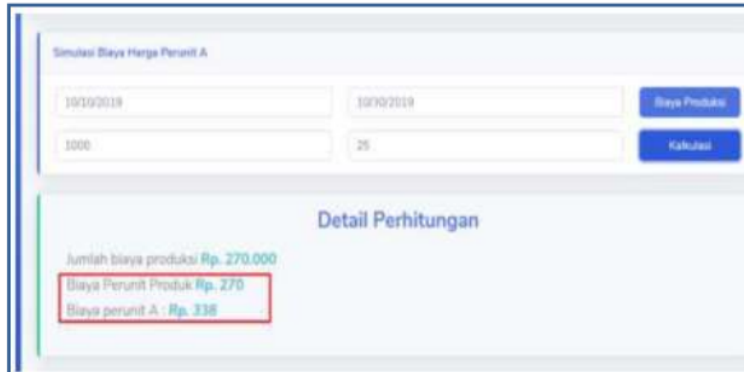 Simulasi Biaya Harga Perunit A
10/10/2019
10/30/2019
Biaya Produksi
1000
25
Kalkulasi
Detail Perhitungan
Jumlah biaya produksi Rp. 270.000
Biaya Perunit Produk Rp. 270
Biaya perunit A : Rp. 338